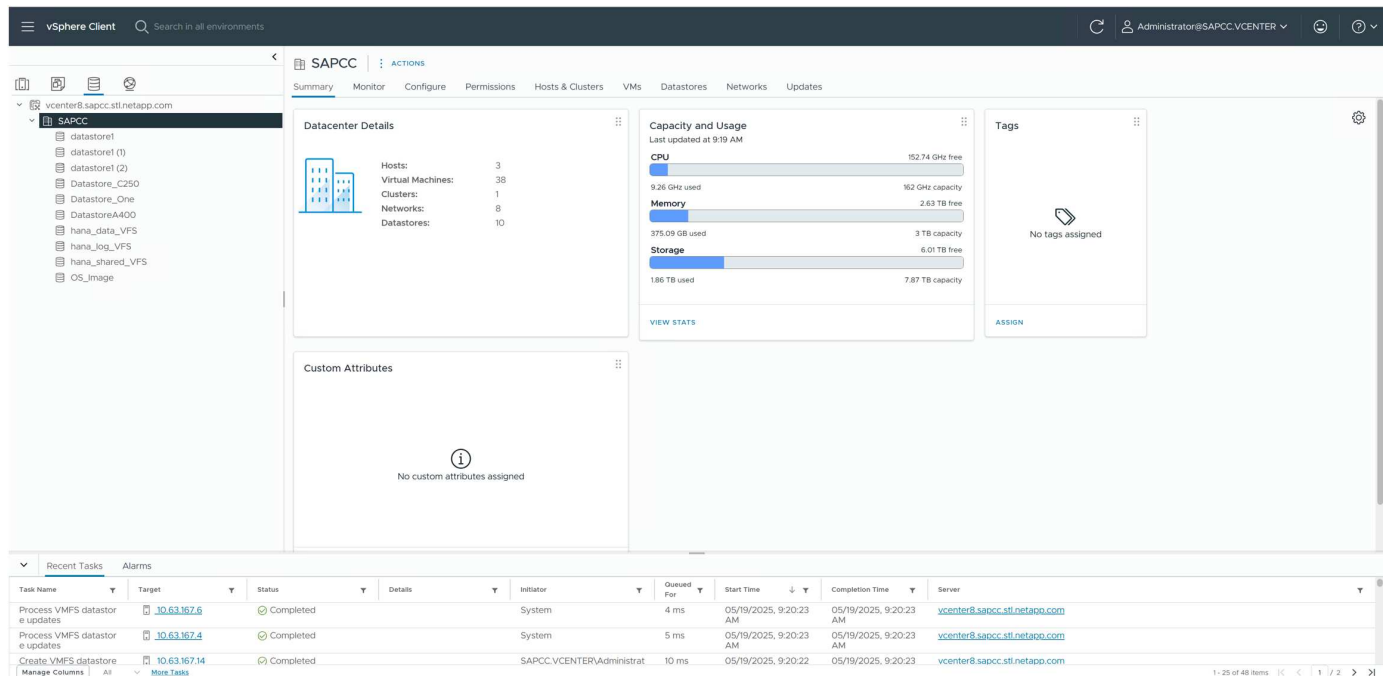 vSphere Client
Search in all environments
Administrator@SAPCC.VCENTER
vcenter8.sapcc.stl.netapp.com
SAPCC
datastore1
datastore1 (1)
datastore1 (2)
Datastore_C250
Datastore_One
DatastoreA400
hana_data_VFS
hana_log_VFS
hana_shared_VFS
OS_Image
SAPCC
ACTIONS
Summary Monitor Configure Permissions Hosts & Clusters VMs Datastores Networks Updates
Datacenter Details
Hosts: 3
Virtual Machines: 38
Clusters: 1
Networks: 8
Datastores: 10
Capacity and Usage
Last updated at 9:19 AM
CPU 152.74 GHz free
9.26 GHz used 162 GHz capacity
Memory 2.63 TB free
375.09 GB used 3 TB capacity
Storage 6.01 TB free
1.86 TB used 7.87 TB capacity
VIEW STATS
Tags
No tags assigned
ASSIGN
Custom Attributes
No custom attributes assigned
Recent Tasks Alarms
Task Name Target Status Details Initiator Queued For Start Time Completion Time Server
Process VMFS datastor 10.63.167.6 Completed System 4 ms 05/19/2025, 9:20:23 05/19/2025, 9:20:23 vcenter8.sapcc.stl.netapp.com
e updates AM AM
Process VMFS datastor 10.63.167.4 Completed System 5 ms 05/19/2025, 9:20:23 05/19/2025, 9:20:23 vcenter8.sapcc.stl.netapp.com
e updates AM AM
Create VMFS datastore 10.63.167.14 Completed SAPCC.VCENTER\Administrat 10 ms 05/19/2025, 9:20:22 05/19/2025, 9:20:23 vcenter8.sapcc.stl.netapp.com
Manage Columns All More Tasks 1 - 25 of 48 items 1 / 2